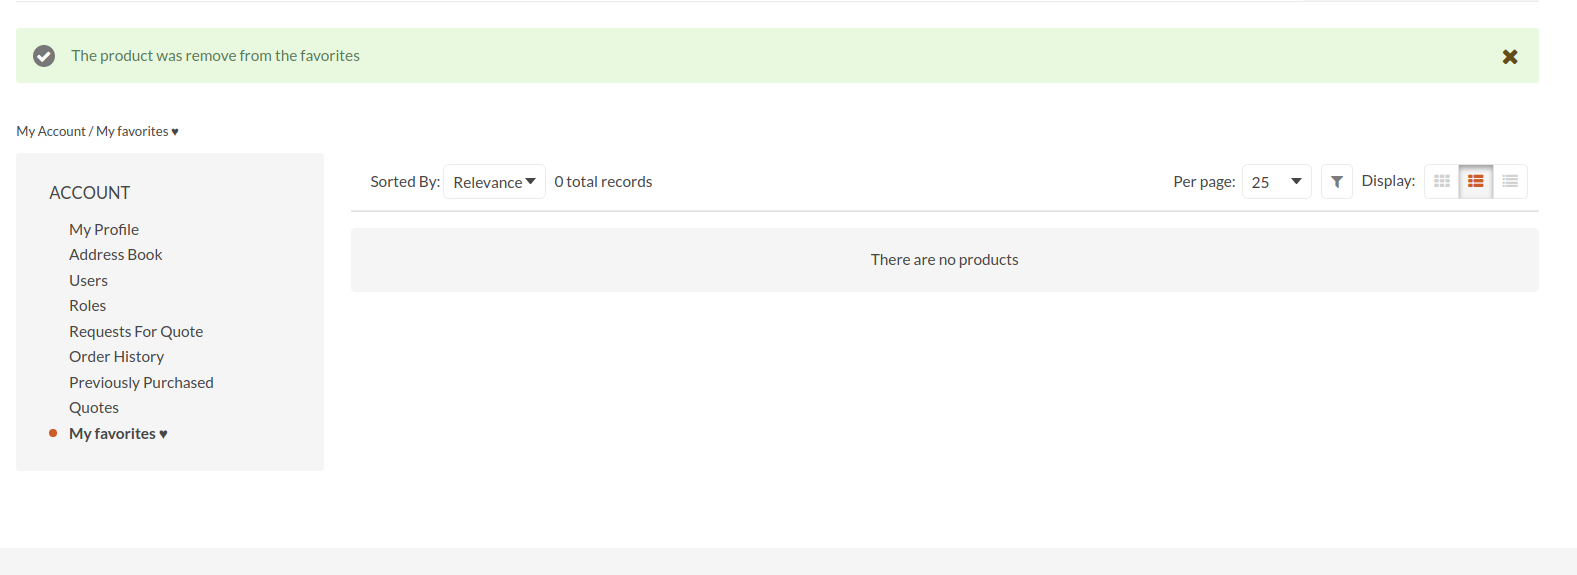 The product was remove from the favorites
My Account / My favorites ♥
ACCOUNT
My Profile
Address Book
Users
Roles
Requests For Quote
Order History
Previously Purchased
Quotes
My favorites ♥
Sorted By: Relevance 0 total records Per page: 25 Display:
There are no products